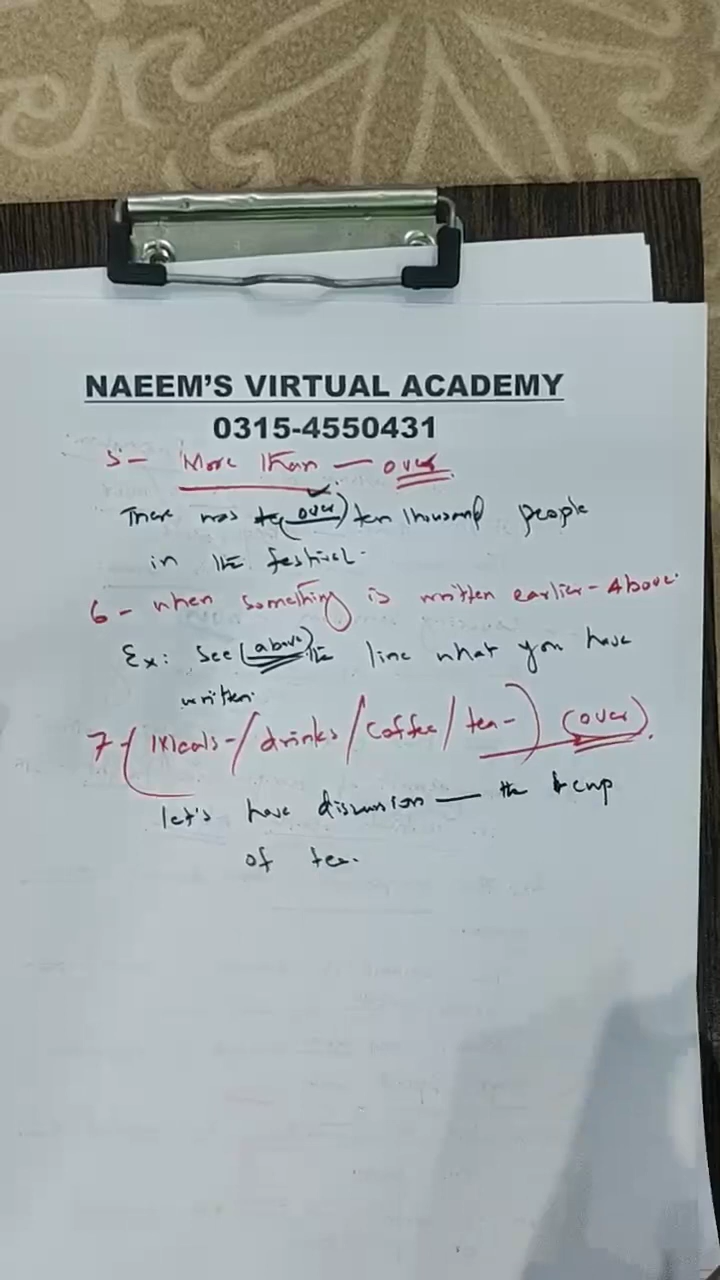 NAEEM'S VIRTUAL ACADEMY
0315-4550431
5- More than — over
There was (over) ten thousand people
in the festival.
6- when something is written earlier - Above.
Ex: See (above) the line what you have
written.
7- (Meals-/drinks/Coffee/tea-) (over).
let's have discussion — the cup
of tea.